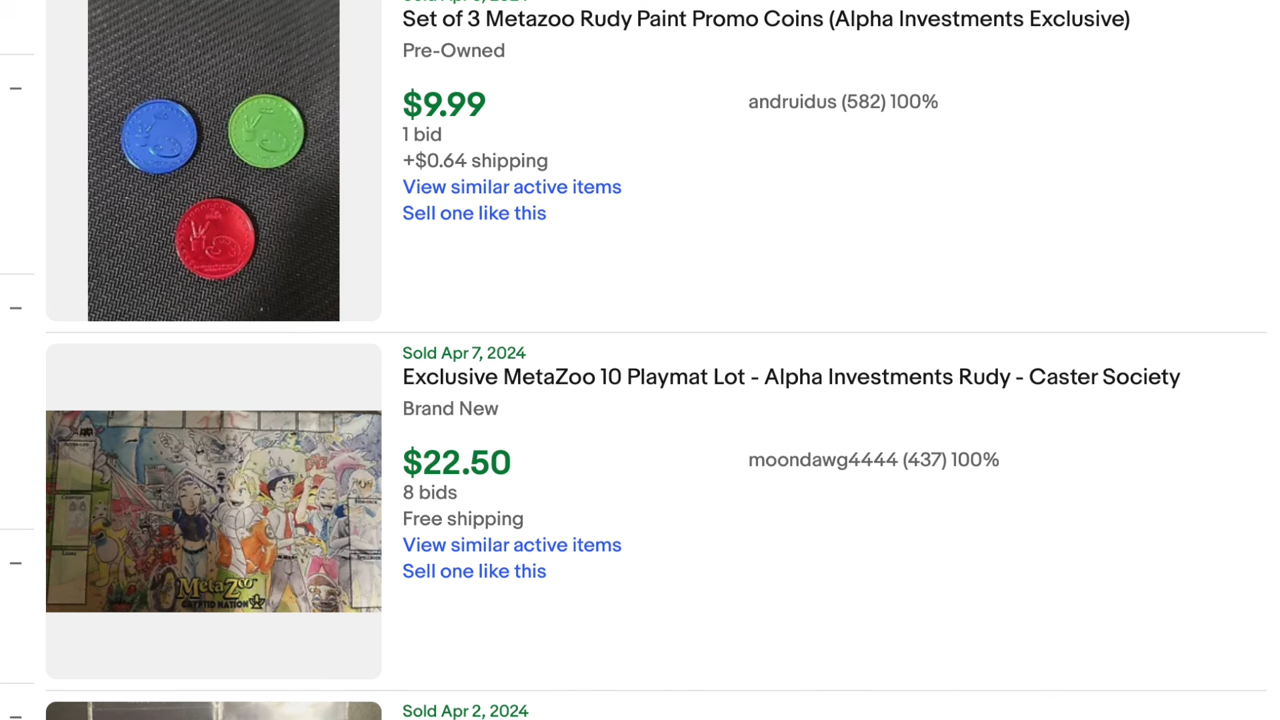 Set of 3 Metazoo Rudy Paint Promo Coins (Alpha Investments Exclusive)
Pre-Owned
$9.99
andruidus (582) 100%
1 bid
+$0.64 shipping
View similar active items
Sell one like this
Sold Apr 7, 2024
Exclusive MetaZoo 10 Playmat Lot - Alpha Investments Rudy - Caster Society
Brand New
$22.50
moondawg4444 (437) 100%
8 bids
Free shipping
View similar active items
Sell one like this
MetaZoo
CRYPTID NATION
Sold Apr 2, 2024